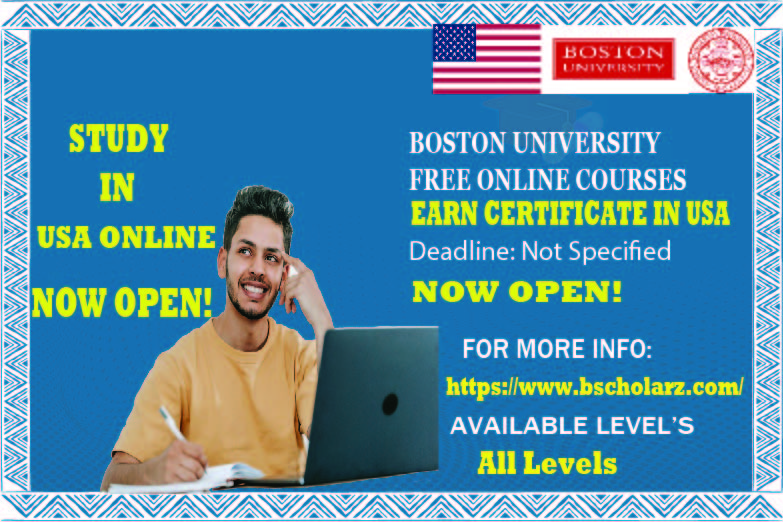 BOSTON
UNIVERSITY
STUDY
IN
USA ONLINE
NOW OPEN!
BOSTON UNIVERSITY
FREE ONLINE COURSES
EARN CERTIFICATE IN USA
Deadline: Not Specified
NOW OPEN!
FOR MORE INFO:
https://www.bscholarz.com/
AVAILABLE LEVEL'S
All Levels